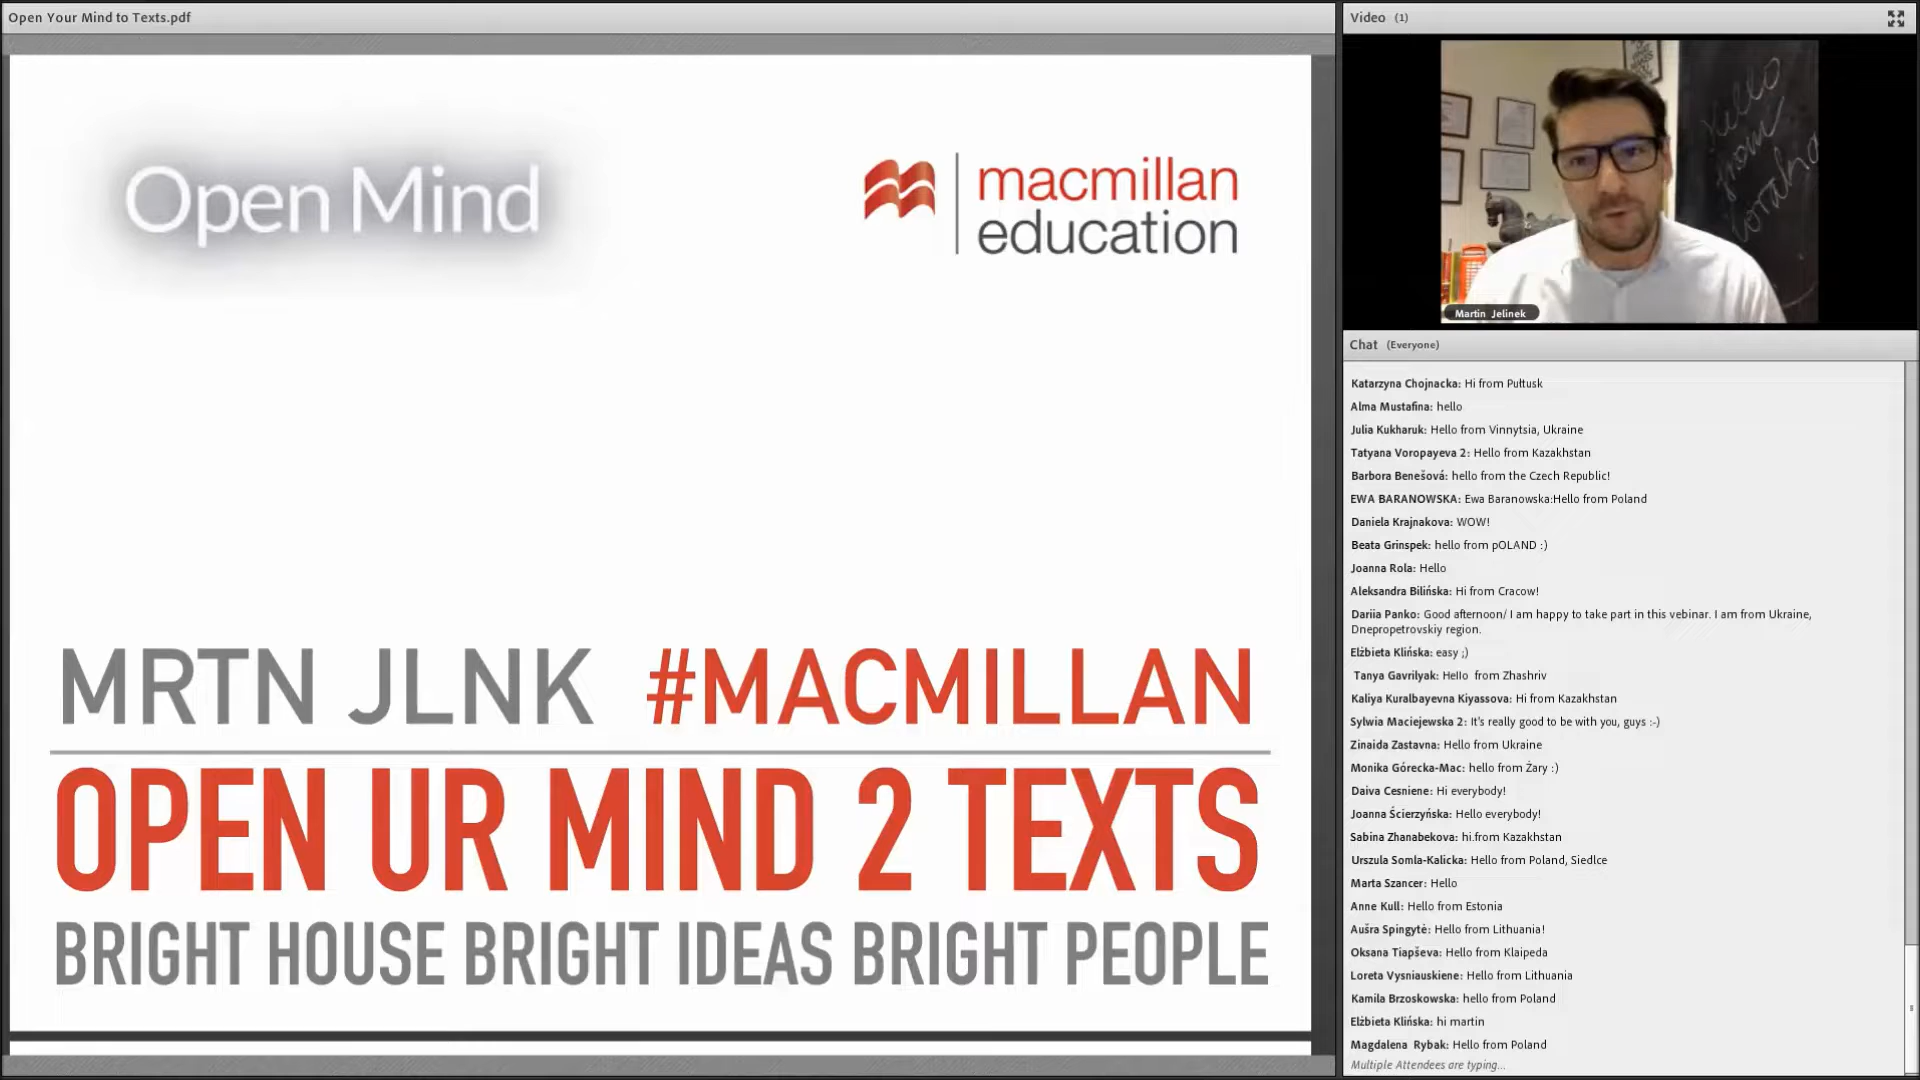 Open Your Mind to Texts.pdf
Open Mind
macmillan
education
MRTN JLNK #MACMILLAN
OPEN UR MIND 2 TEXTS
BRIGHT HOUSE BRIGHT IDEAS BRIGHT PEOPLE
Video (1)
Hello
from
Martin Jelinek
Chat (Everyone)
Katarzyna Chojnacka: Hi from Pułtusk
Alma Mustafina: hello
Julia Kukharuk: Hello from Vinnytsia, Ukraine
Tatyana Voropayeva 2: Hello from Kazakhstan
Barbora Benešová: hello from the Czech Republic!
EWA BARANOWSKA: Ewa Baranowska:Hello from Poland
Daniela Krajnakova: WOW!
Beata Grinspek: hello from pOLAND :)
Joanna Rola: Hello
Aleksandra Bilińska: Hi from Cracow!
Dariia Panko: Good afternoon/ I am happy to take part in this vebinar. I am from Ukraine,
Dnepropetrovskiy region.
Elżbieta Klińska: easy ;)
Tanya Gavrilyak: Hello from Zhashriv
Kaliya Kuralbayevna Kiyassova: Hi from Kazakhstan
Sylwia Maciejewska 2: It's really good to be with you, guys :-)
Zinaida Zastavna: Hello from Ukraine
Monika Górecka-Mac: hello from Żary :)
Daiva Cesniene: Hi everybody!
Joanna Ścierzyńska: Hello everybody!
Sabina Zhanabekova: hi.from Kazakhstan
Urszula Somla-Kalicka: Hello from Poland, Siedlce
Marta Szancer: Hello
Anne Kull: Hello from Estonia
Aušra Spingytė: Hello from Lithuania!
Oksana Tiapševa: Hello from Klaipeda
Loreta Vysniauskiene: Hello from Lithuania
Kamila Brzoskowska: hello from Poland
Elżbieta Klińska: hi martin
Magdalena Rybak: Hello from Poland
Multiple Attendees are typing...